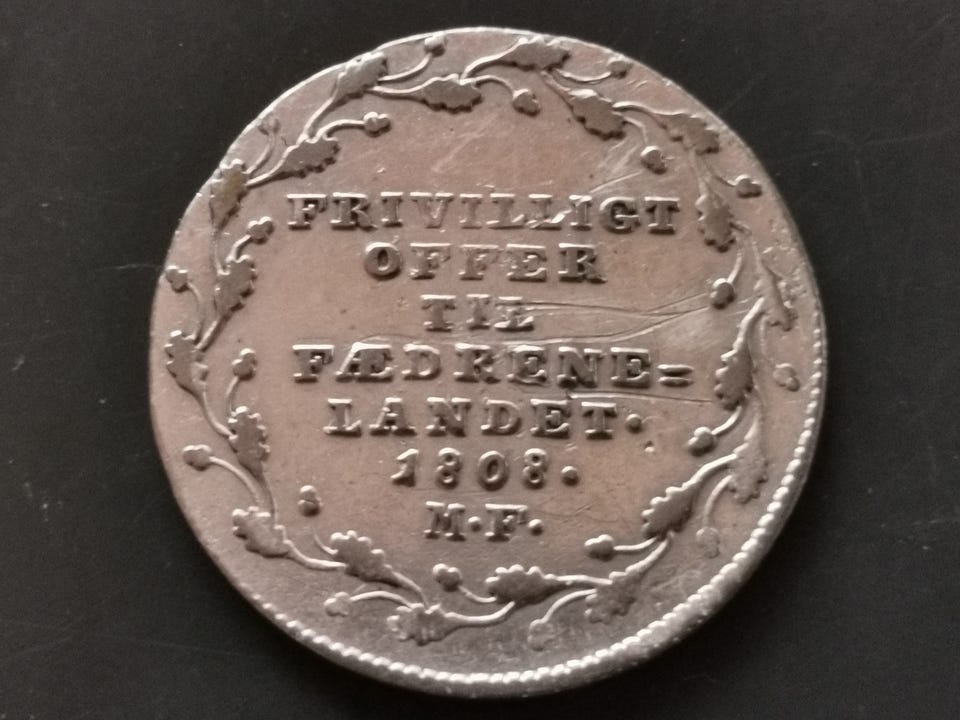 FRIVILLIGT
OFFER
TIL
FÆDRENE=
LANDET.
1808.
M.F.